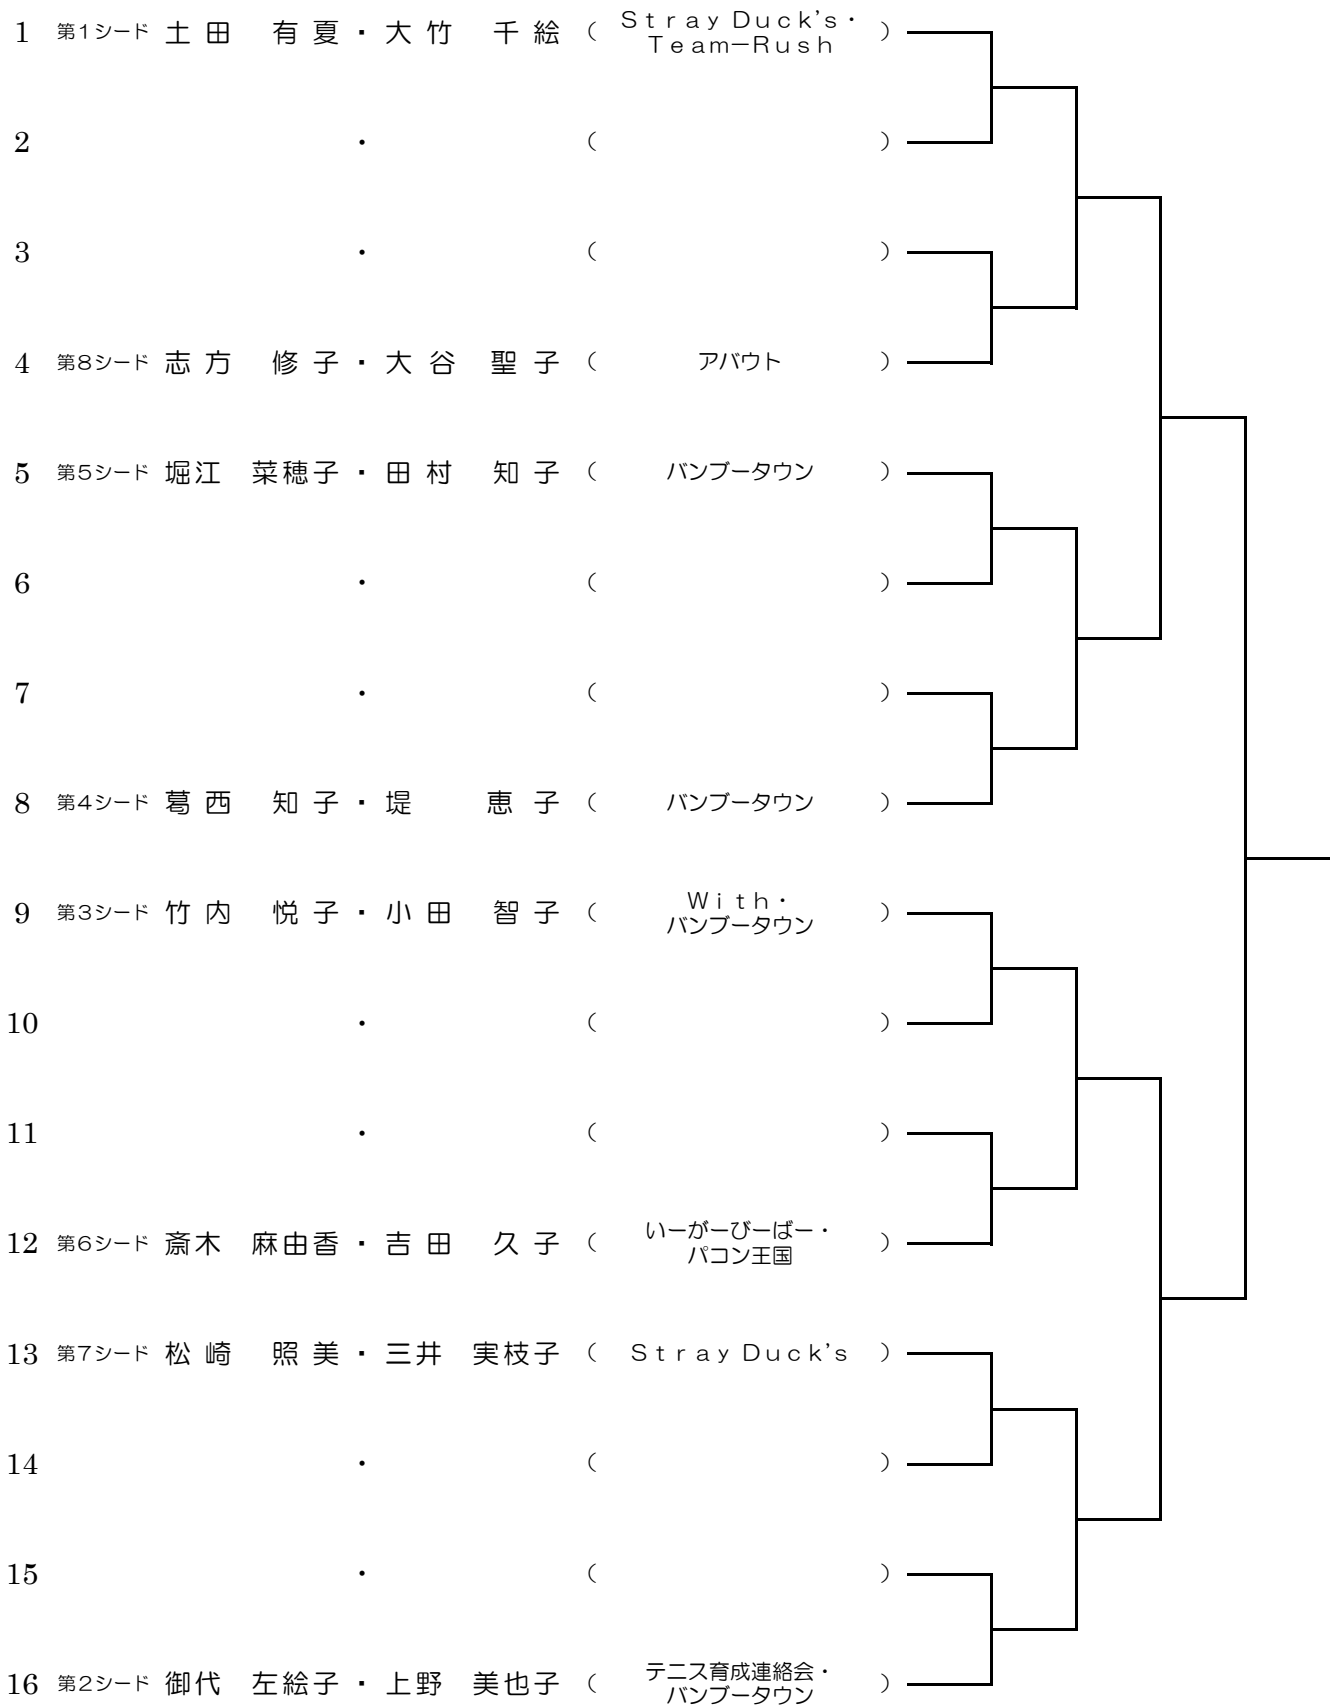 1 第1シード 土田 有夏・大竹 千絵 ( Stray Duck's・
Team-Rush )
2 ・ ( )
3 ・ ( )
4 第8シード 志方 修子・大谷 聖子 ( アバウト )
5 第5シード 堀江 菜穂子・田村 知子 ( バンブータウン )
6 ・ ( )
7 ・ ( )
8 第4シード 葛西 知子・堤 恵子 ( バンブータウン )
9 第3シード 竹内 悦子・小田 智子 ( With・
バンブータウン )
10 ・ ( )
11 ・ ( )
12 第6シード 斎木 麻由香・吉田 久子 ( いーがーびーばー・
パコン王国 )
13 第7シード 松崎 照美・三井 実枝子 ( Stray Duck's )
14 ・ ( )
15 ・ ( )
16 第2シード 御代 左絵子・上野 美也子 ( テニス育成連絡会・
バンブータウン )